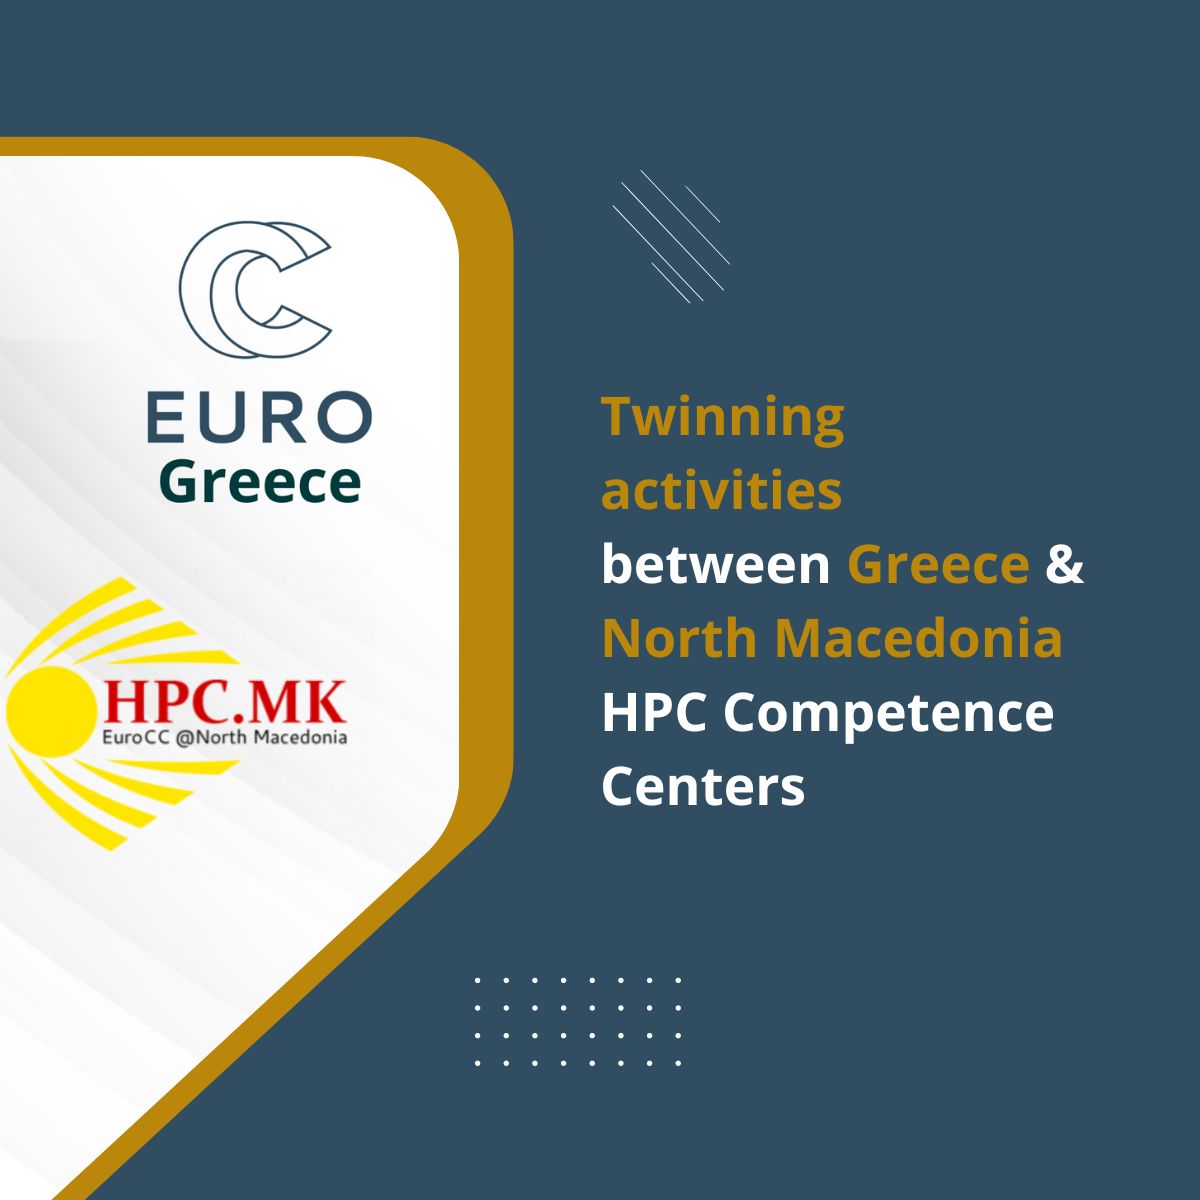 EURO
Greece
HPC.MK
EuroCC @North Macedonia
Twinning
activities
between Greece &
North Macedonia
HPC Competence
Centers